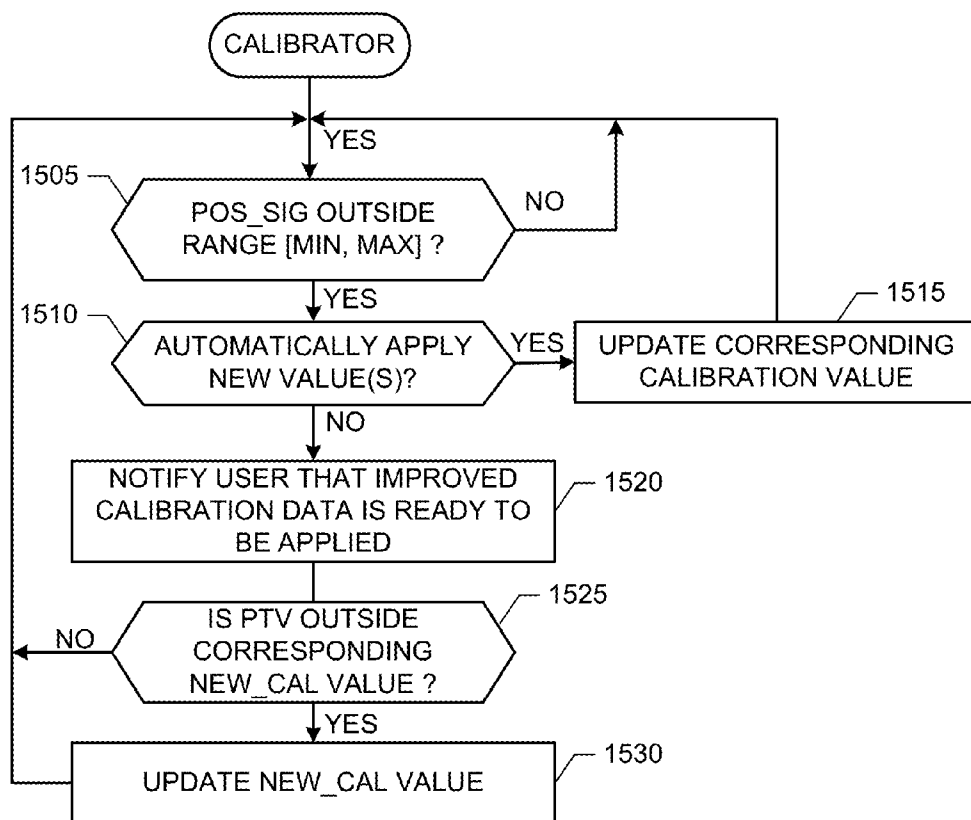 CALIBRATOR
YES
1505
POS_SIG OUTSIDE
RANGE [MIN, MAX] ?
NO
YES
1510
AUTOMATICALLY APPLY
NEW VALUE(S)?
YES
1515
UPDATE CORRESPONDING
CALIBRATION VALUE
NO
NOTIFY USER THAT IMPROVED
CALIBRATION DATA IS READY TO
BE APPLIED
1520
IS PTV OUTSIDE
CORRESPONDING
NEW_CAL VALUE ?
1525
NO
YES
UPDATE NEW_CAL VALUE
1530